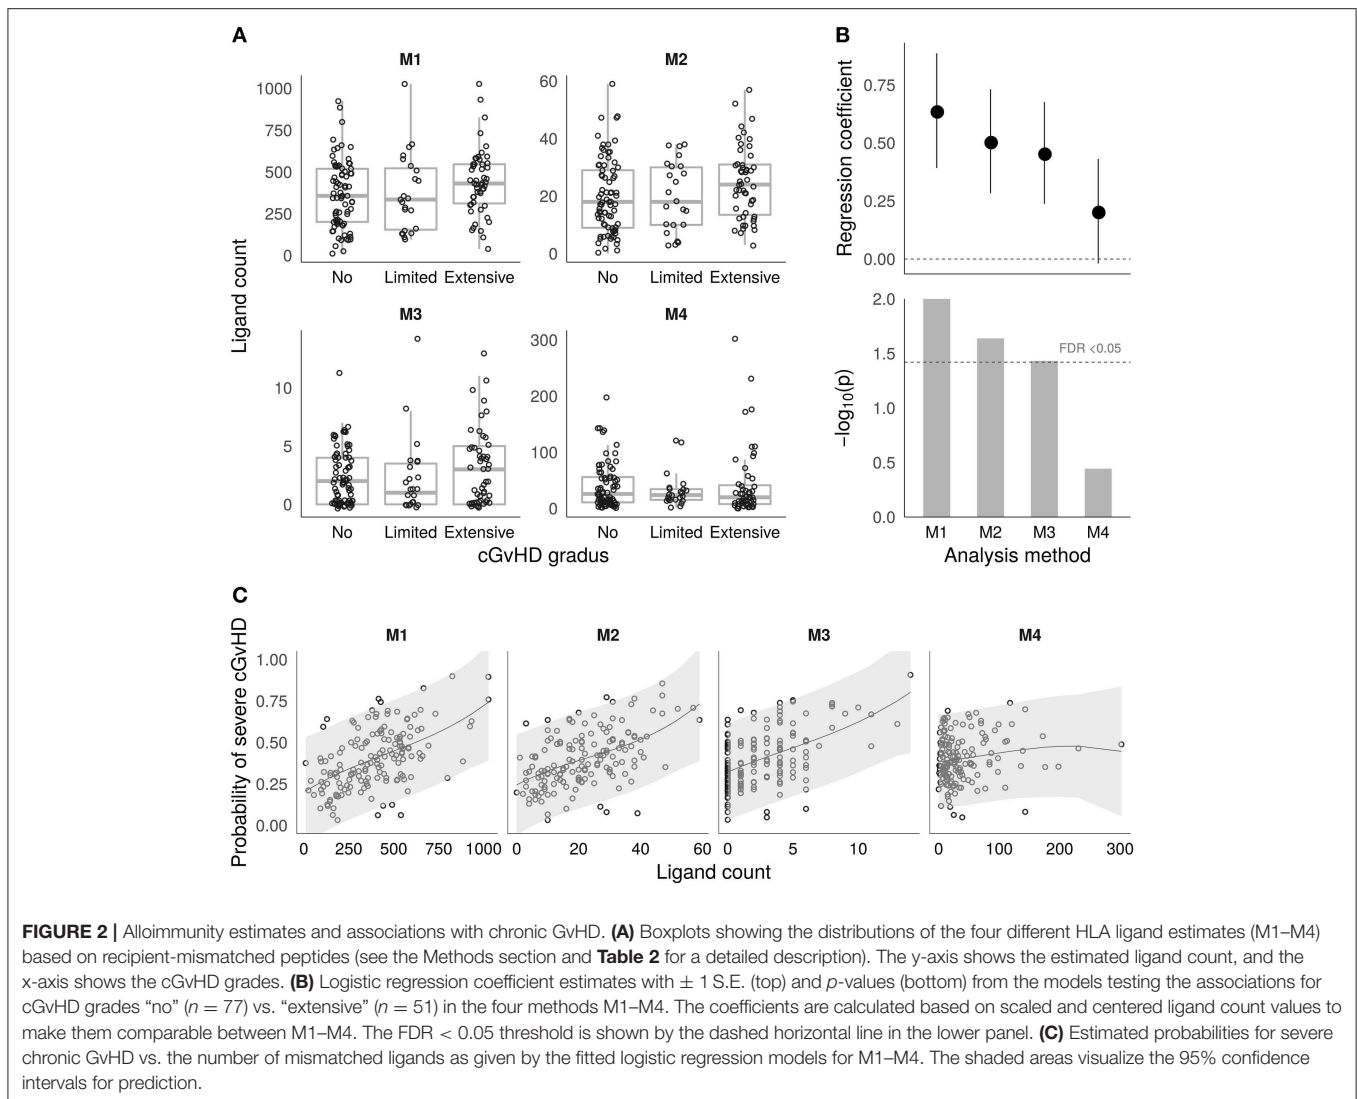 A
B
M1
M2
1000
750
500
250
0
60
40
20
0
No
Limited
Extensive
No
Limited
Extensive
Ligand count
M3
M4
10
5
0
300
200
100
0
No
Limited
Extensive
No
Limited
Extensive
cGvHD gradus
Regression coefficient
0.75
0.50
0.25
0.00
−log10(p)
2.0
1.5
1.0
0.5
0.0
FDR <0.05
M1
M2
M3
M4
Analysis method
C
M1
M2
M3
M4
Probability of severe cGvHD
1.00
0.75
0.50
0.25
0.00
0 250 500 750 1000
0 20 40 60
0 5 10
0 100 200 300
Ligand count
FIGURE 2 | Alloimmunity estimates and associations with chronic GvHD. (A) Boxplots showing the distributions of the four different HLA ligand estimates (M1–M4)
based on recipient-mismatched peptides (see the Methods section and Table 2 for a detailed description). The y-axis shows the estimated ligand count, and the
x-axis shows the cGvHD grades. (B) Logistic regression coefficient estimates with ± 1 S.E. (top) and p-values (bottom) from the models testing the associations for
cGvHD grades “no” (n = 77) vs. “extensive” (n = 51) in the four methods M1–M4. The coefficients are calculated based on scaled and centered ligand count values to
make them comparable between M1–M4. The FDR < 0.05 threshold is shown by the dashed horizontal line in the lower panel. (C) Estimated probabilities for severe
chronic GvHD vs. the number of mismatched ligands as given by the fitted logistic regression models for M1–M4. The shaded areas visualize the 95% confidence
intervals for prediction.